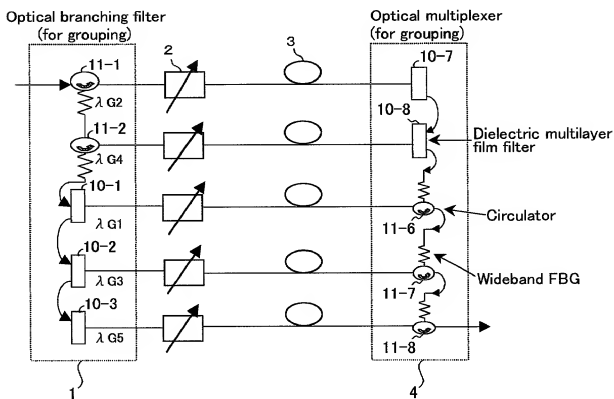 Optical branching filter
(for grouping)
Optical multiplexer
(for grouping)
11-1
2
3
10-7
λ G2
10-8
11-2
Dielectric multilayer
film filter
λ G4
10-1
λ G1
11-6
Circulator
10-2
λ G3
11-7
Wideband FBG
10-3
λ G5
11-8
1
4